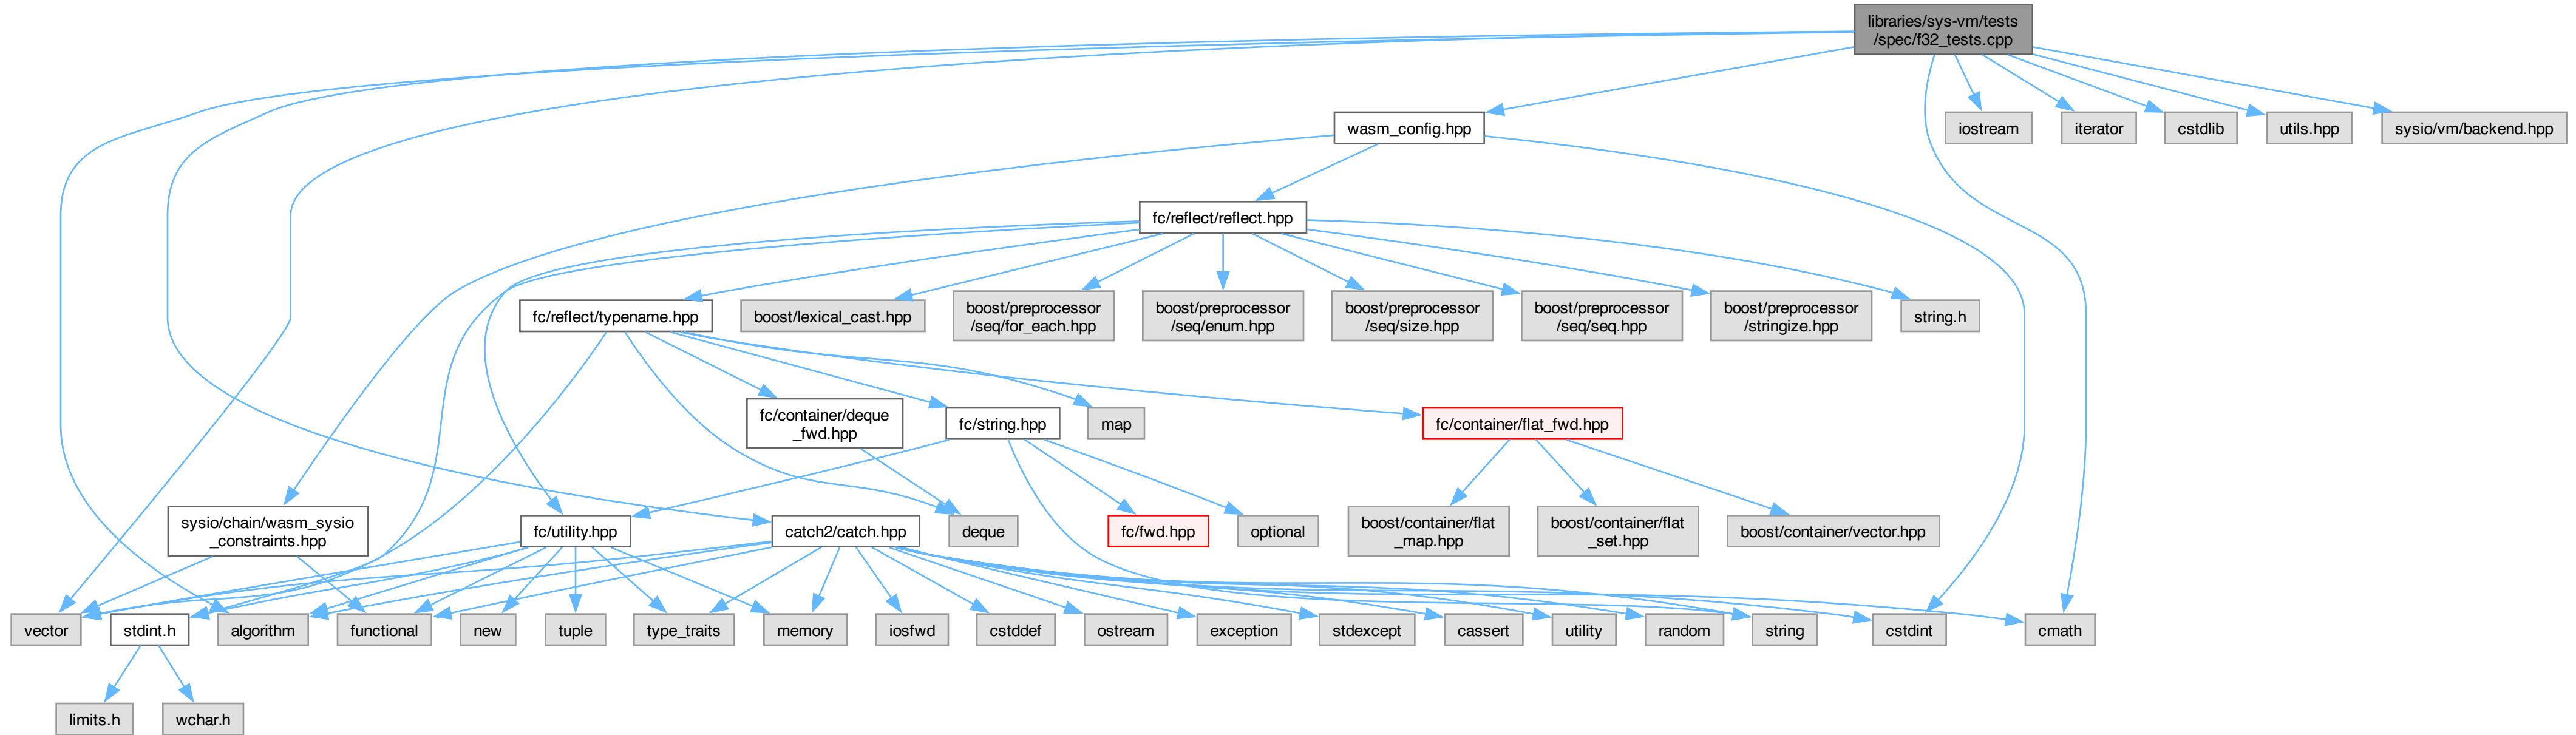 libraries/sys-vm/tests
/spec/f32_tests.cpp
wasm_config.hpp
iostream
iterator
cstdlib
utils.hpp
sysio/vm/backend.hpp
fc/reflect/reflect.hpp
fc/reflect/typename.hpp
boost/lexical_cast.hpp
boost/preprocessor
/seq/for_each.hpp
boost/preprocessor
/seq/enum.hpp
boost/preprocessor
/seq/size.hpp
boost/preprocessor
/seq/seq.hpp
boost/preprocessor
/stringize.hpp
string.h
fc/container/deque
_fwd.hpp
fc/string.hpp
map
fc/container/flat_fwd.hpp
sysio/chain/wasm_sysio
_constraints.hpp
fc/utility.hpp
catch2/catch.hpp
deque
fc/fwd.hpp
optional
boost/container/flat
_map.hpp
boost/container/flat
_set.hpp
boost/container/vector.hpp
vector
stdint.h
algorithm
functional
new
tuple
type_traits
memory
iosfwd
cstddef
ostream
exception
stdexcept
cassert
utility
random
string
cstdint
cmath
limits.h
wchar.h